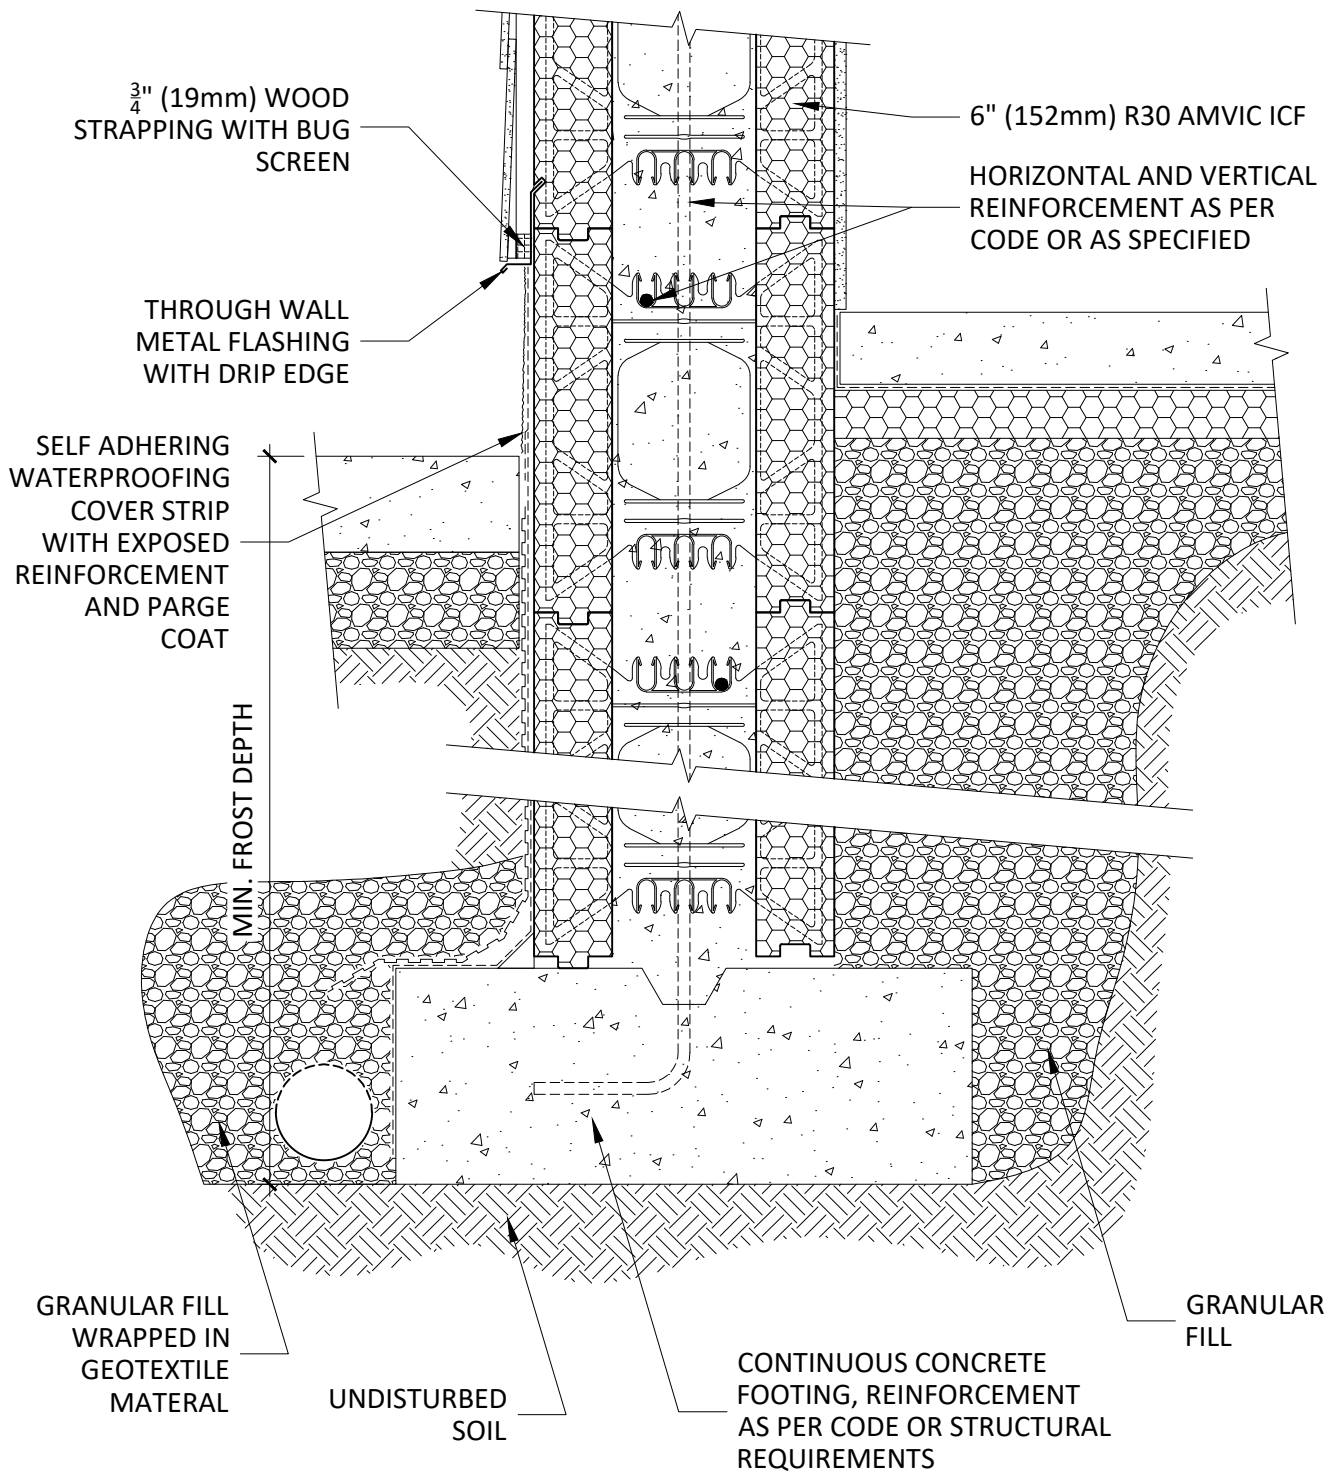 ¾" (19mm) WOOD
STRAPPING WITH BUG
SCREEN
6" (152mm) R30 AMVIC ICF
HORIZONTAL AND VERTICAL
REINFORCEMENT AS PER
CODE OR AS SPECIFIED
THROUGH WALL
METAL FLASHING
WITH DRIP EDGE
SELF ADHERING
WATERPROOFING
COVER STRIP
WITH EXPOSED
REINFORCEMENT
AND PARGE
COAT
MIN. FROST DEPTH
GRANULAR FILL
WRAPPED IN
GEOTEXTILE
MATERAL
UNDISTURBED
SOIL
CONTINUOUS CONCRETE
FOOTING, REINFORCEMENT
AS PER CODE OR STRUCTURAL
REQUIREMENTS
GRANULAR
FILL